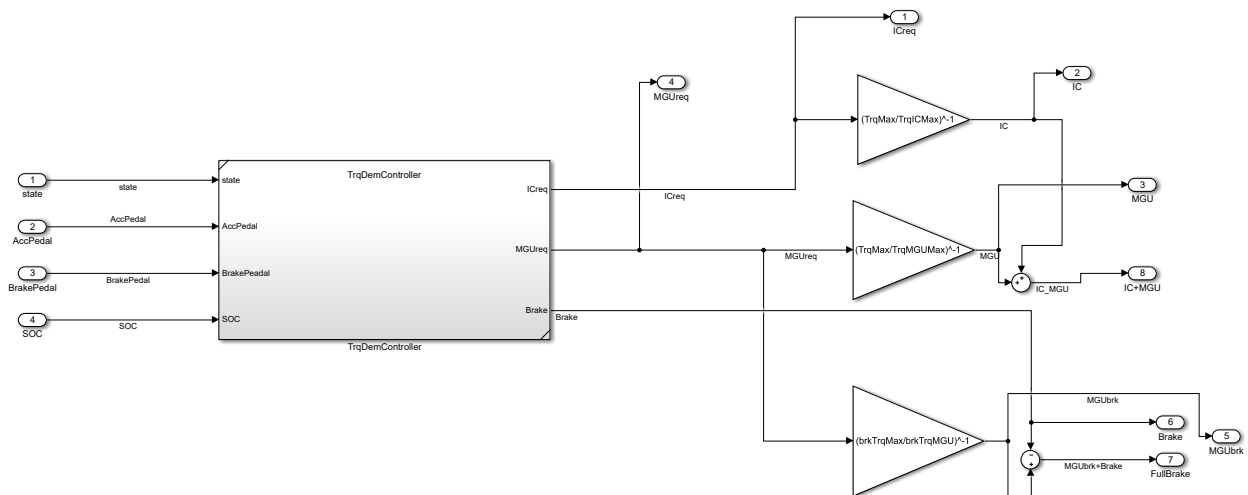 1
ICreq
2
IC
4
MGUreq
(TrqMax/TrqICMax)^-1
IC
1
state
state
state
TrqDemController
ICreq
ICreq
3
MGU
2
AccPedal
AccPedal
AccPedal
MGUreq
MGUreq
(TrqMax/TrqMGUMax)^-1
MGU
3
BrakePedal
BrakePedal
BrakePeadal
+
+
IC_MGU
8
IC+MGU
4
SOC
SOC
SOC
Brake
Brake
TrqDemController
MGUbrk
(brkTrqMax/brkTrqMGU)^-1
6
Brake
5
MGUbrk
−
+
MGUbrk+Brake
7
FullBrake